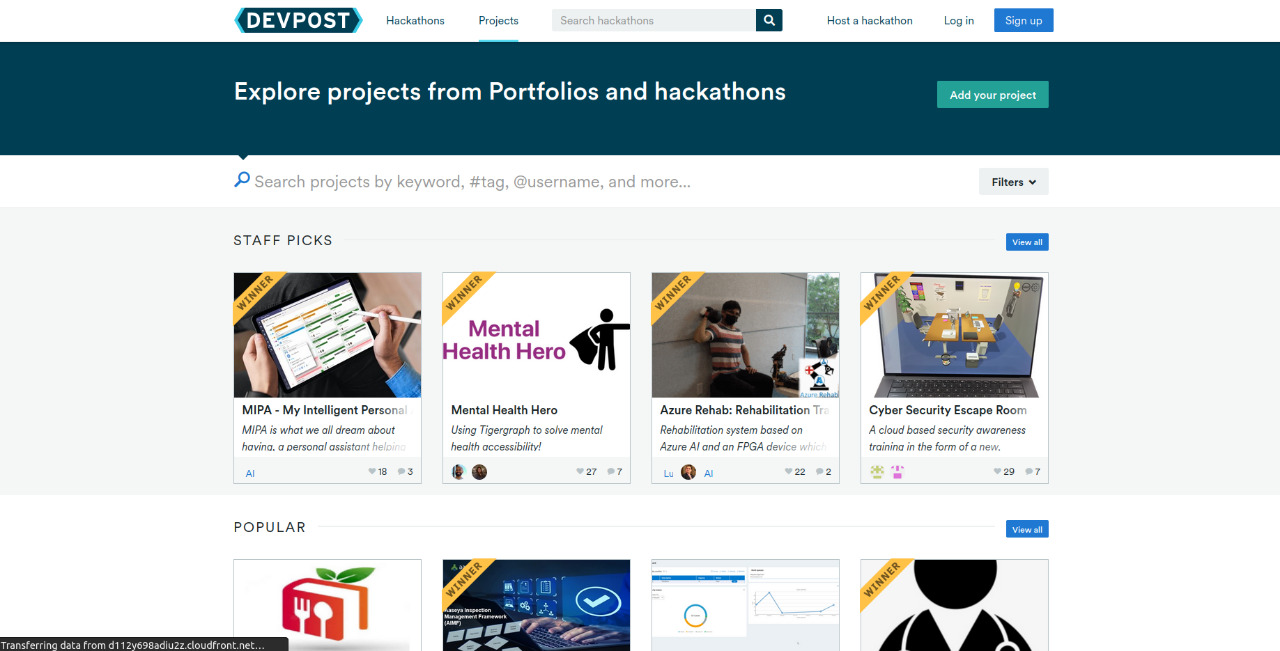 DEVPOST
Hackathons
Projects
Search hackathons
Host a hackathon
Log in
Sign up
Explore projects from Portfolios and hackathons
Add your project
Search projects by keyword, #tag, @username, and more...
Filters
STAFF PICKS
View all
WINNER
WINNER
Mental
Health Hero
WINNER
Azure Rehab
WINNER
MIPA - My Intelligent Personal
MIPA is what we all dream about
having, a personal assistant helping
AI
18
3
Mental Health Hero
Using Tigergraph to solve mental
health accessibility!
27
7
Azure Rehab: Rehabilitation Tra
Rehabilitation system based on
Azure AI and an FPGA device which
Lu
AI
22
2
Cyber Security Escape Room
A cloud based security awareness
training in the form of a new.
29
7
POPULAR
View all
WINNER
Kaseya Inspection
Management Framework
(AIMF)
WINNER
Transferring data from d112y698adiu2z.cloudfront.net...